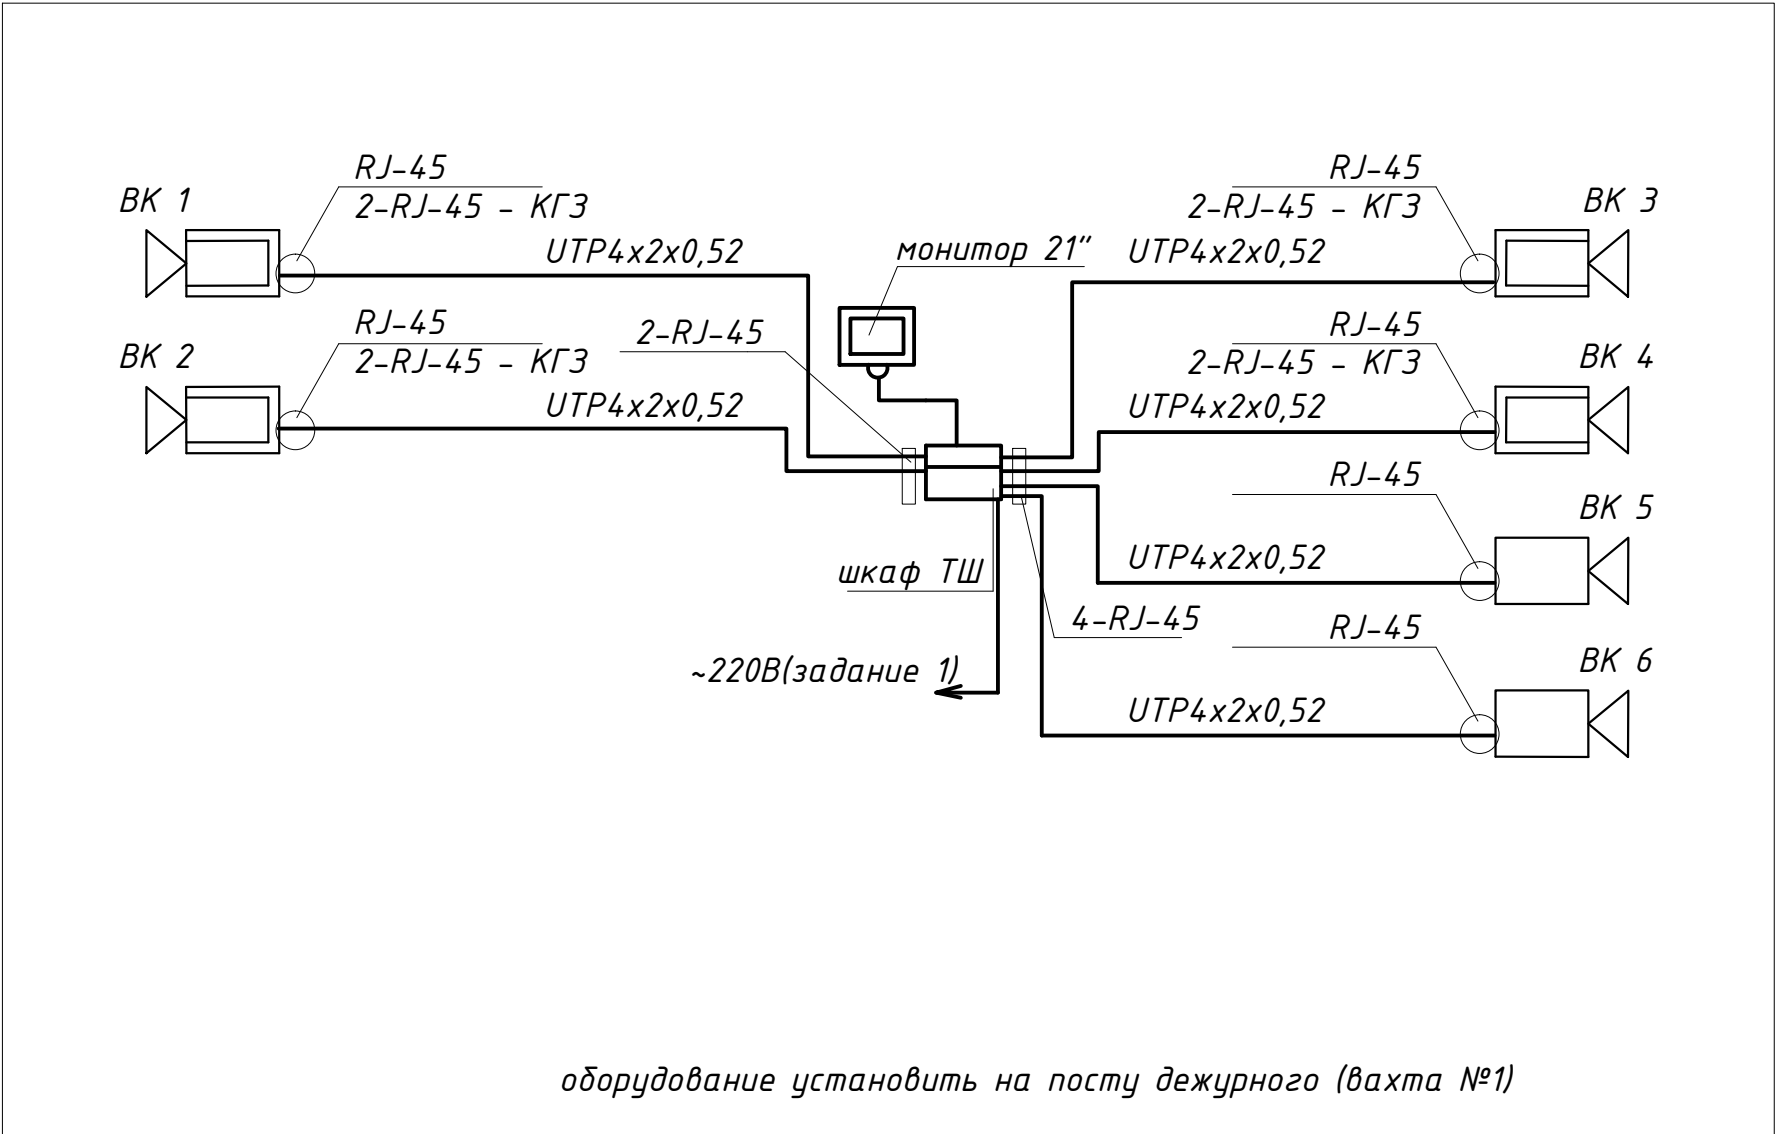 RJ-45
ВК 1
2-RJ-45 - КГЗ
UTP4x2x0,52
RJ-45
ВК 2
2-RJ-45 - КГЗ
UTP4x2x0,52
2-RJ-45
монитор 21"
шкаф ТШ
~220В(задание 1)
4-RJ-45
RJ-45
ВК 3
2-RJ-45 - КГЗ
UTP4x2x0,52
RJ-45
ВК 4
2-RJ-45 - КГЗ
UTP4x2x0,52
RJ-45
ВК 5
UTP4x2x0,52
RJ-45
ВК 6
UTP4x2x0,52
оборудование установить на посту дежурного (вахта №1)